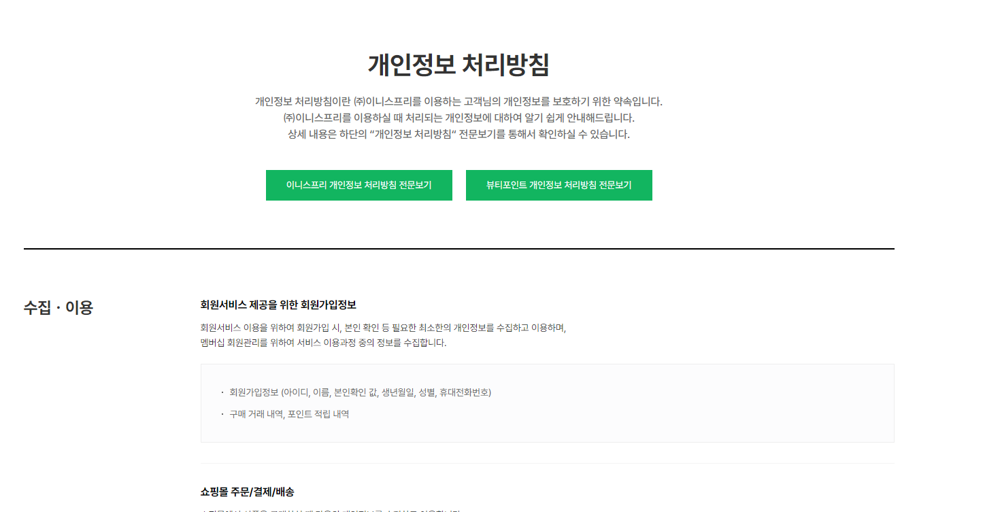 개인정보 처리방침
개인정보 처리방침이란 ㈜이니스프리를 이용하는 고객님의 개인정보를 보호하기 위한 약속입니다.
㈜이니스프리를 이용하실 때 처리되는 개인정보에 대하여 알기 쉽게 안내해드립니다.
상세 내용은 하단의 “개인정보 처리방침“ 전문보기를 통해서 확인하실 수 있습니다.
이니스프리 개인정보 처리방침 전문보기
뷰티포인트 개인정보 처리방침 전문보기
수집 · 이용
회원서비스 제공을 위한 회원가입정보
회원서비스 이용을 위하여 회원가입 시, 본인 확인 등 필요한 최소한의 개인정보를 수집하고 이용하며,
멤버십 회원관리를 위하여 서비스 이용과정 중의 정보를 수집합니다.
· 회원가입정보 (아이디, 이름, 본인확인 값, 생년월일, 성별, 휴대전화번호)
· 구매 거래 내역, 포인트 적립 내역
쇼핑몰 주문/결제/배송